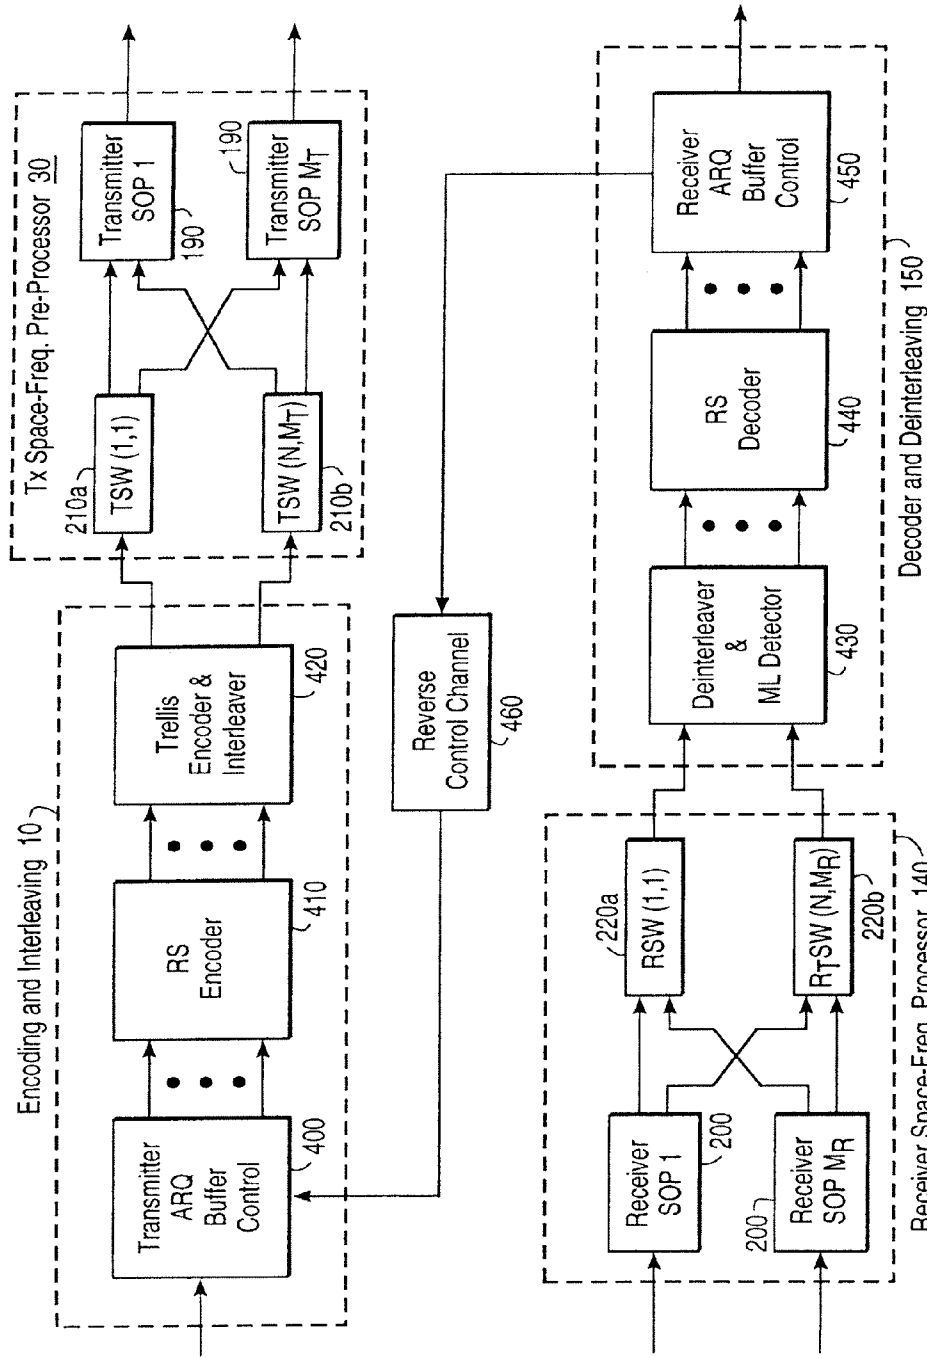 Encoding and Interleaving 10
Transmitter
ARQ
Buffer
Control
400
RS
Encoder
410
Trellis
Encoder &
Interleaver
420
Tx Space-Freq. Pre-Processor 30
210a
TSW (1,1)
TSW (N,MT)
210b
Transmitter
SOP 1
190
190
Transmitter
SOP MT
Reverse
Control Channel
460
Receiver
SOP 1
200
200
Receiver
SOP MR
220a
RSW (1,1)
RTSW (N,MR)
220b
Receiver Space-Freq. Processor 140
Deinterleaver
&
ML Detector
430
RS
Decoder
440
Receiver
ARQ
Buffer
Control
450
Decoder and Deinterleaving 150